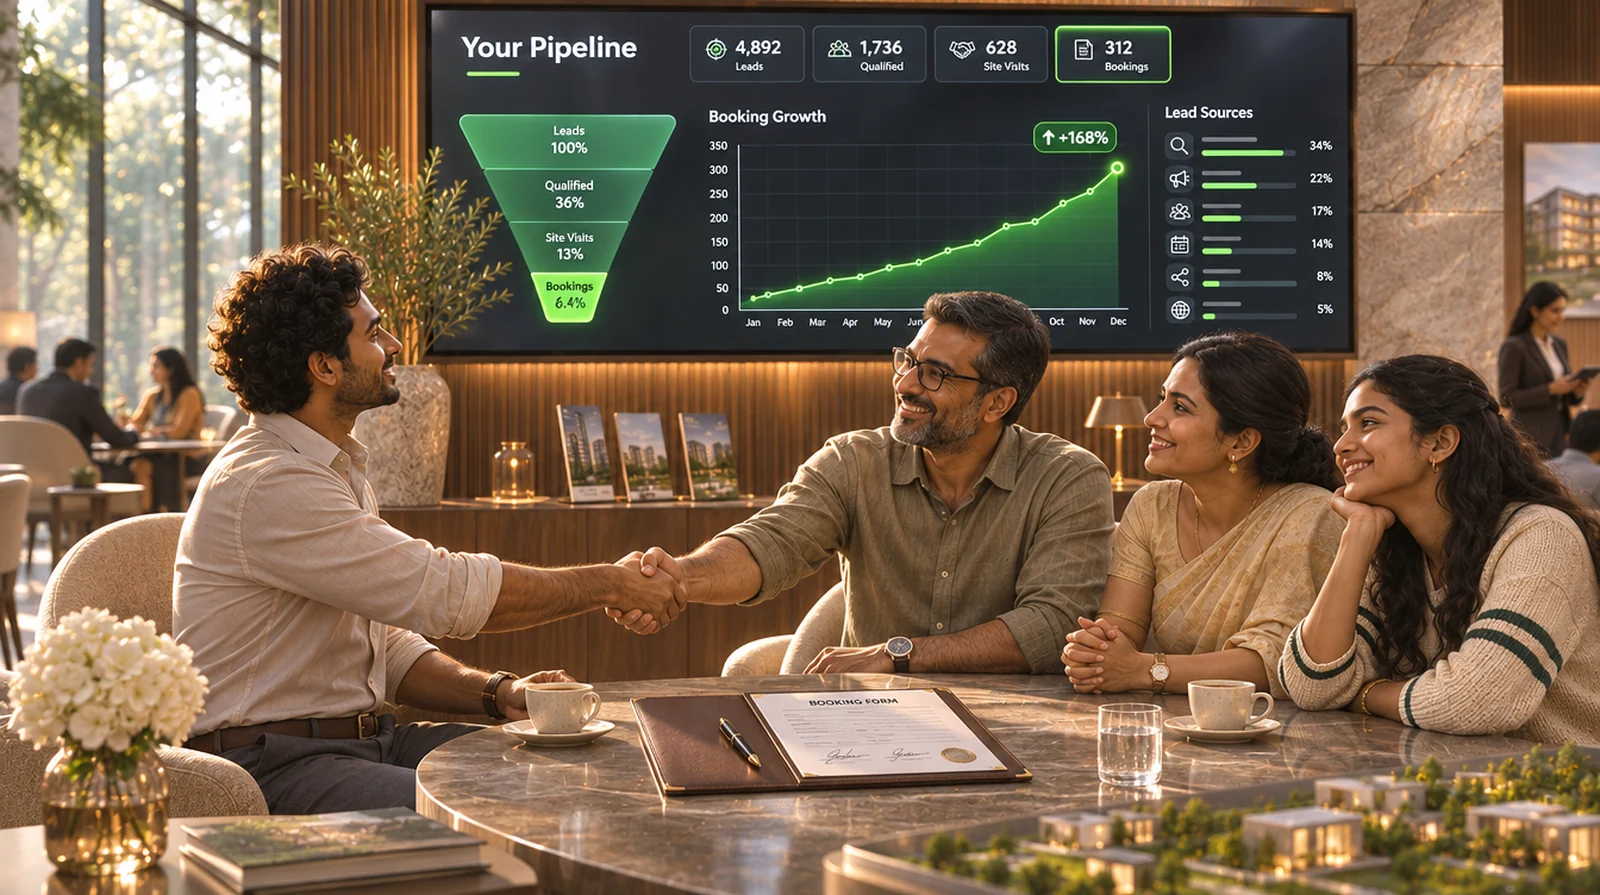 Your Pipeline
4,892
Leads
1,736
Qualified
628
Site Visits
312
Bookings
Leads
100%
Qualified
36%
Site Visits
13%
Bookings
6.4%
Booking Growth
+168%
350
300
250
200
150
100
50
0
Jan Feb Mar Apr May Jun Oct Nov Dec
Lead Sources
34%
22%
17%
14%
8%
5%
BOOKING FORM